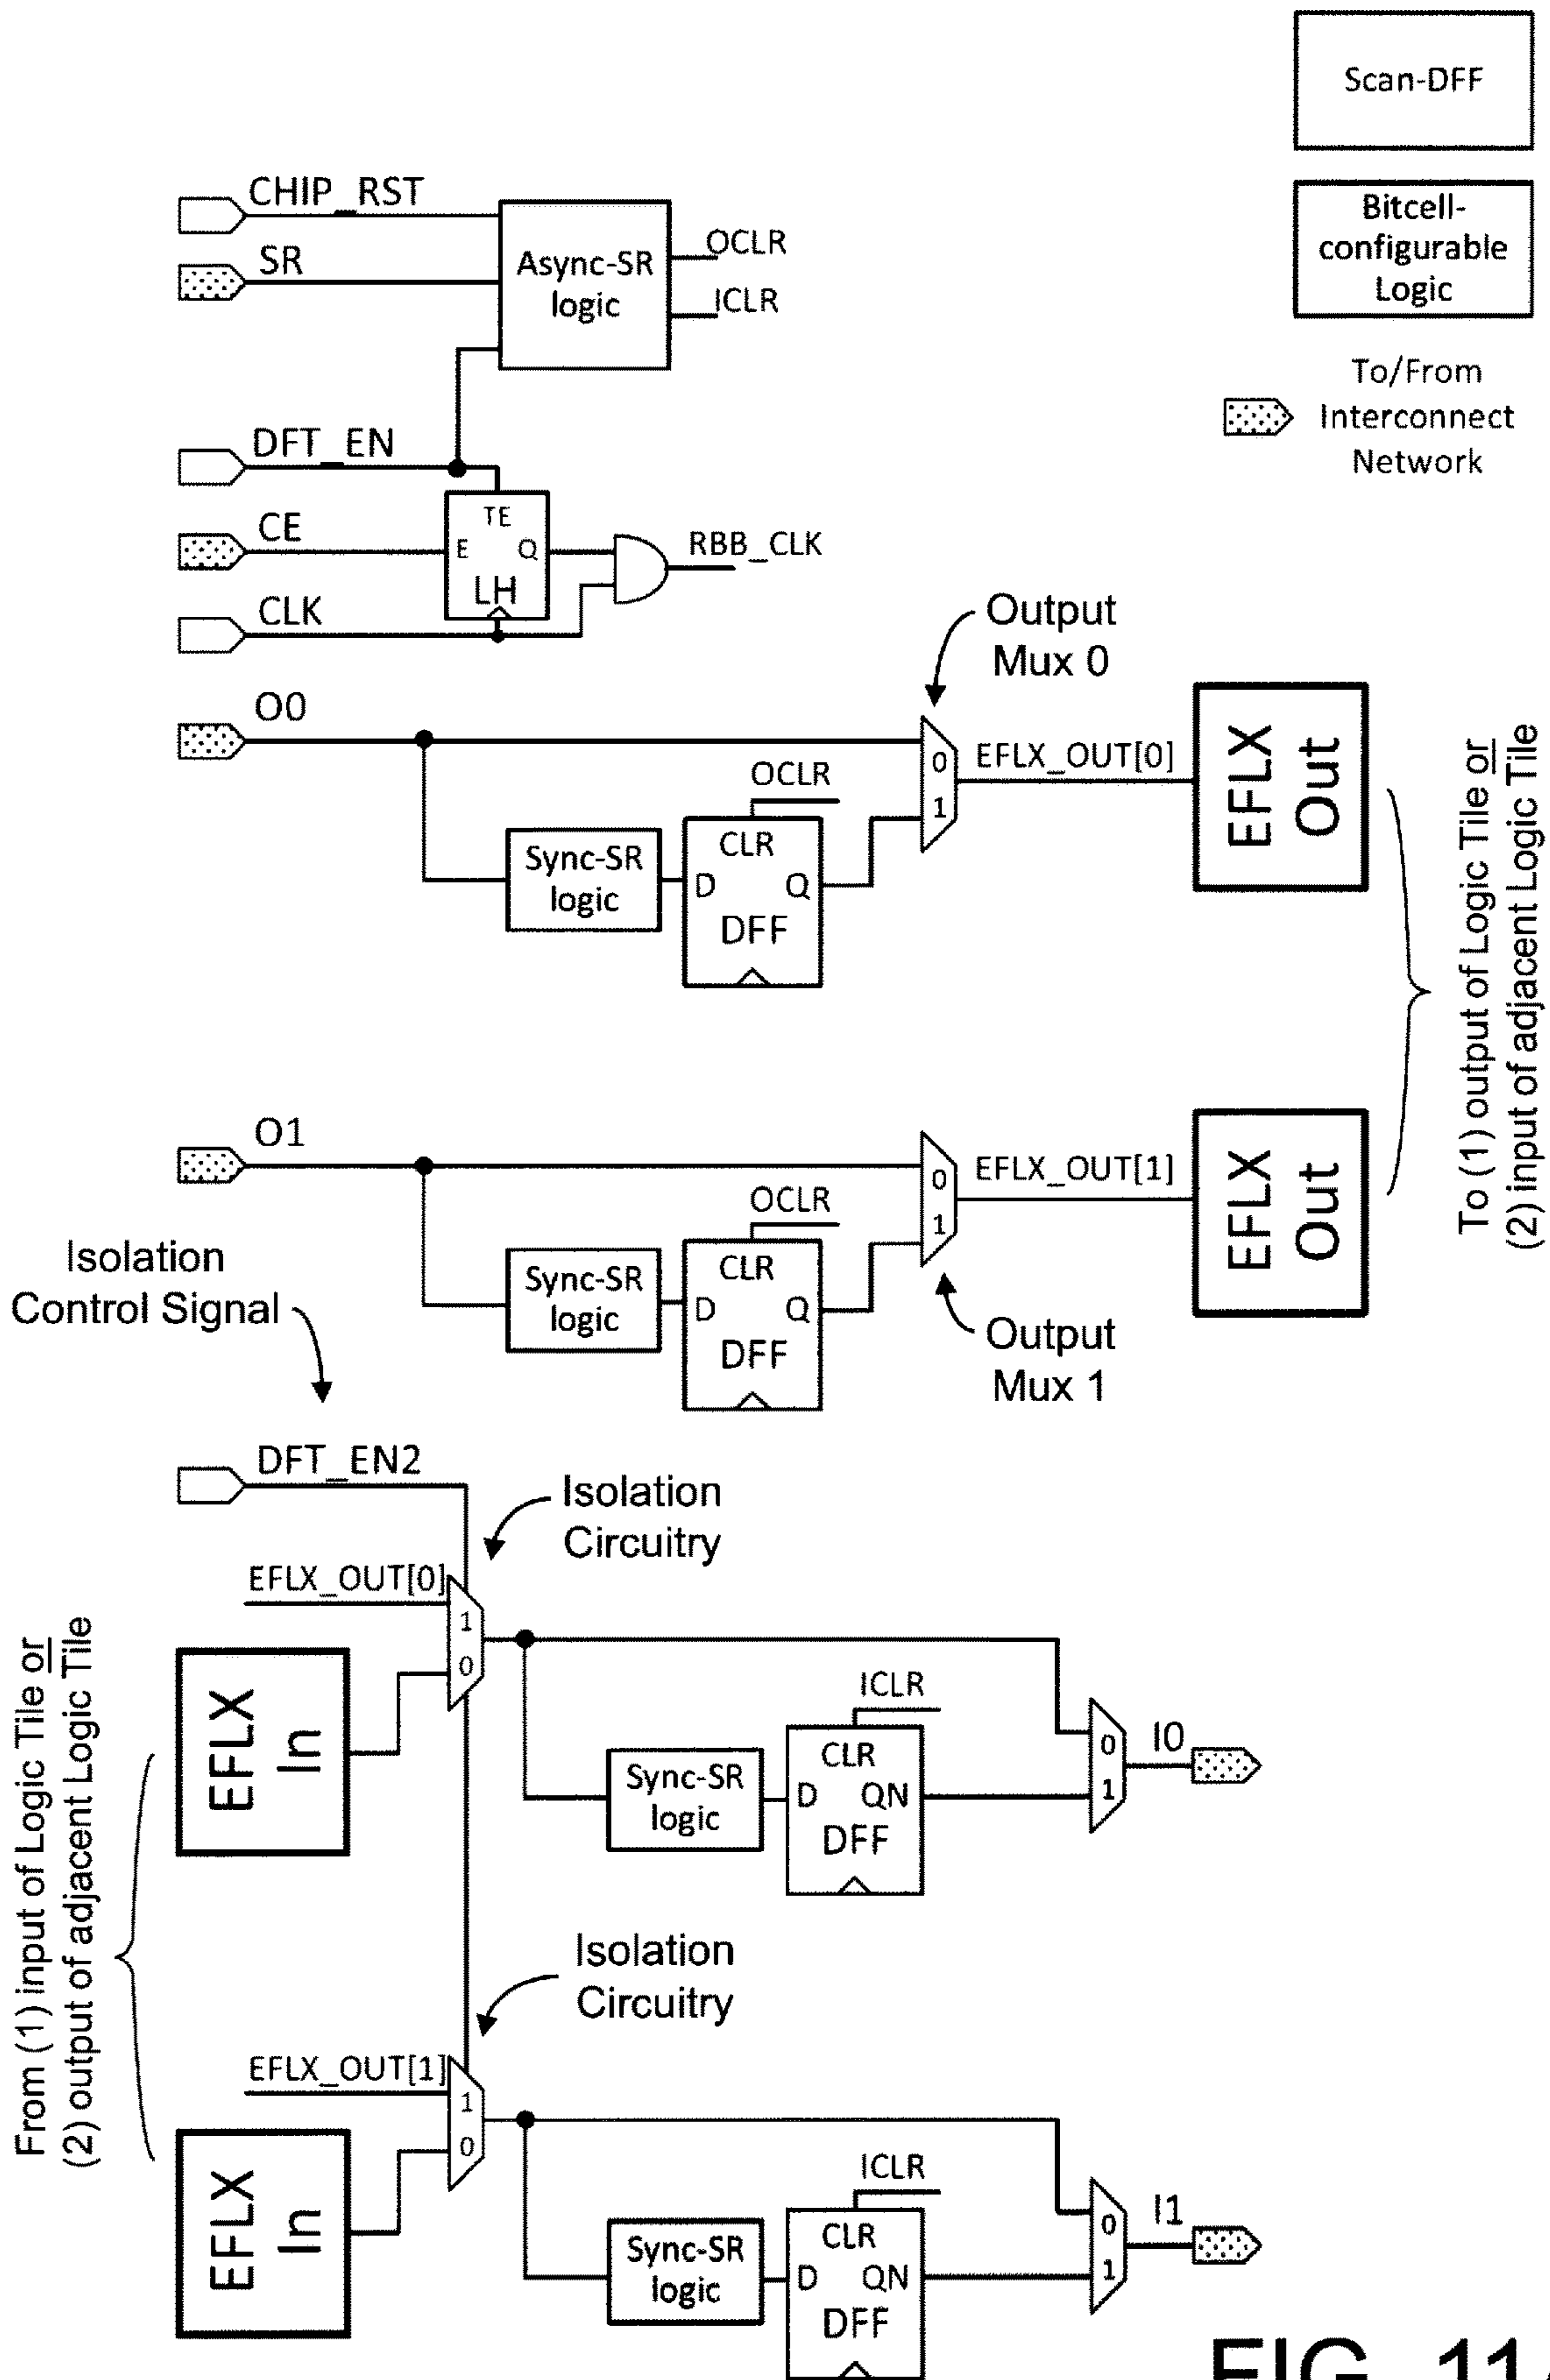 Scan-DFF
Bitcell-
configurable
Logic
To/From
Interconnect
Network
CHIP_RST
SR
Async-SR
logic
OCLR
ICLR
DFT_EN
CE
CLK
TE
E Q
LH
RBB_CLK
Output
Mux 0
O0
OCLR
CLR
D Q
DFF
Sync-SR
logic
0
1
EFLX_OUT[0]
EFLX
Out
To (1) output of Logic Tile or
(2) input of adjacent Logic Tile
O1
OCLR
CLR
D Q
DFF
Sync-SR
logic
0
1
EFLX_OUT[1]
EFLX
Out
Output
Mux 1
Isolation
Control Signal
DFT_EN2
Isolation
Circuitry
EFLX_OUT[0]
1
0
EFLX
In
From (1) input of Logic Tile or
(2) output of adjacent Logic Tile
Sync-SR
logic
ICLR
CLR
D QN
DFF
0
1
I0
Isolation
Circuitry
EFLX_OUT[1]
1
0
EFLX
In
Sync-SR
logic
ICLR
CLR
D QN
DFF
0
1
I1
FIG. 11